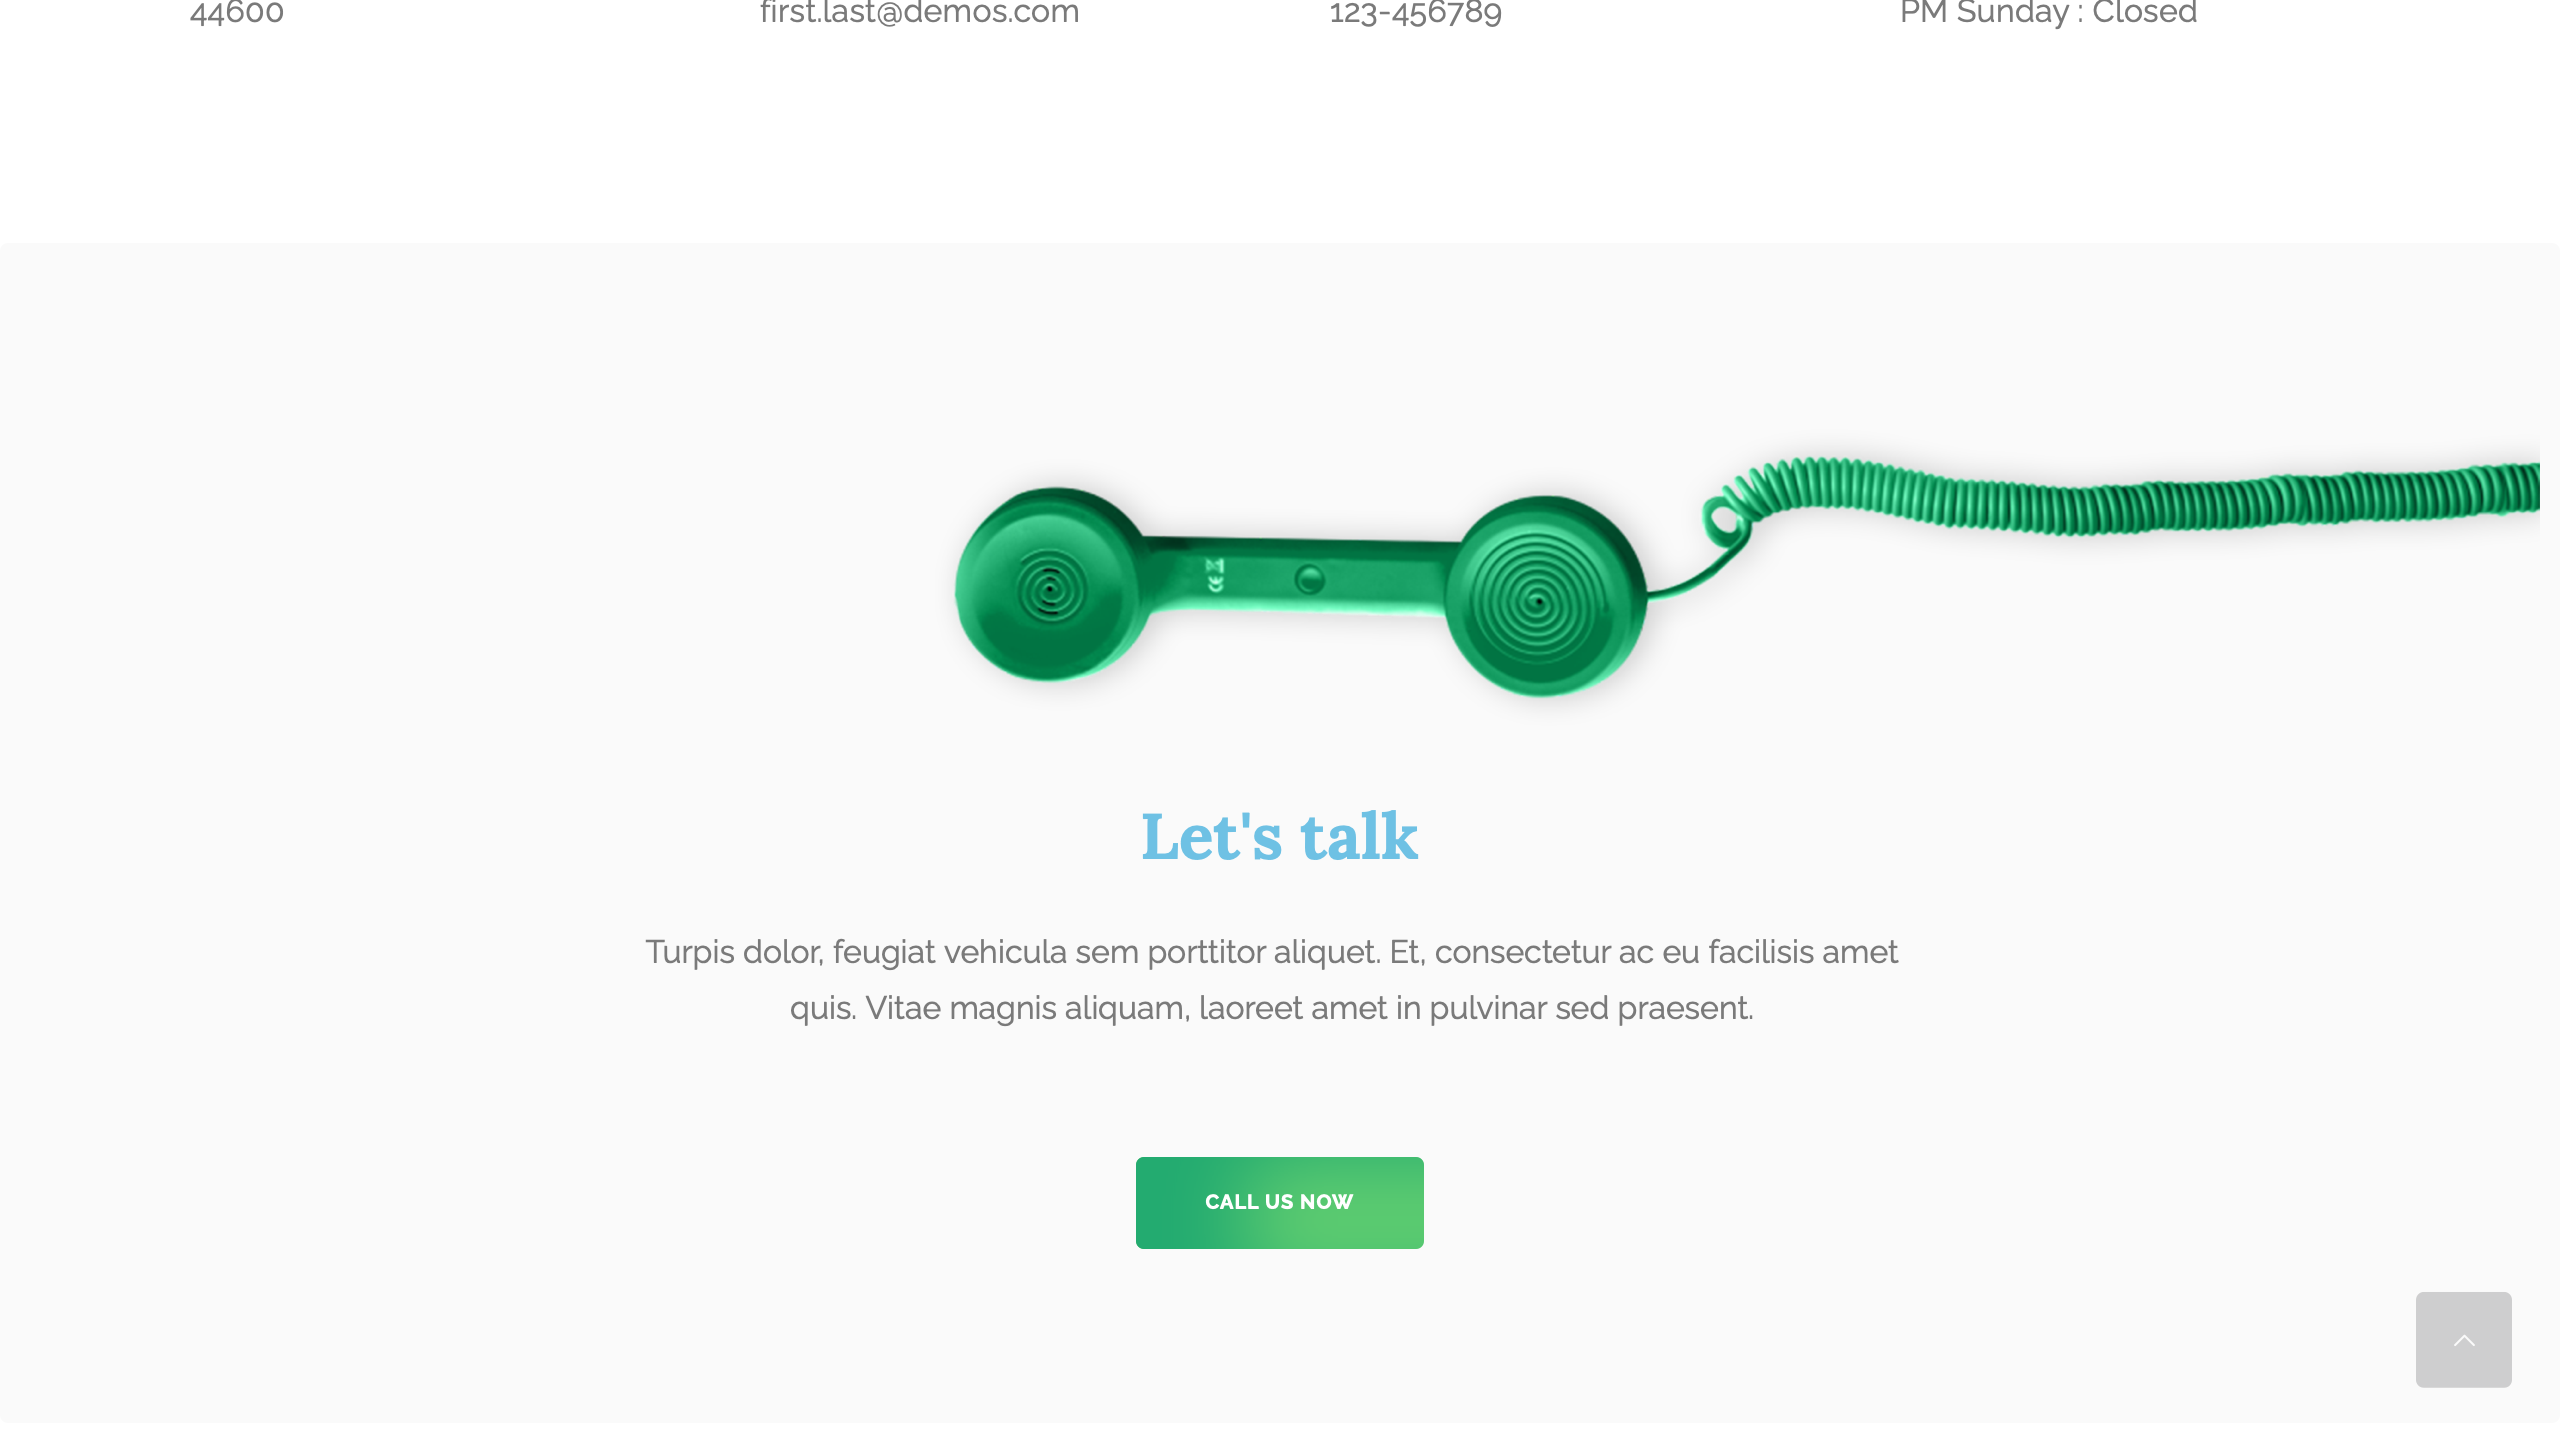 44600
first.last@demos.com
123-456789
PM Sunday : Closed
CE
Let's talk
Turpis dolor, feugiat vehicula sem porttitor aliquet. Et, consectetur ac eu facilisis amet
quis. Vitae magnis aliquam, laoreet amet in pulvinar sed praesent.
CALL US NOW